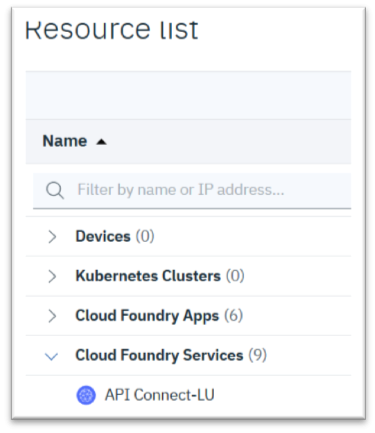 Resource list
Name
Filter by name or IP address...
Devices (0)
Kubernetes Clusters (0)
Cloud Foundry Apps (6)
Cloud Foundry Services (9)
API Connect-LU